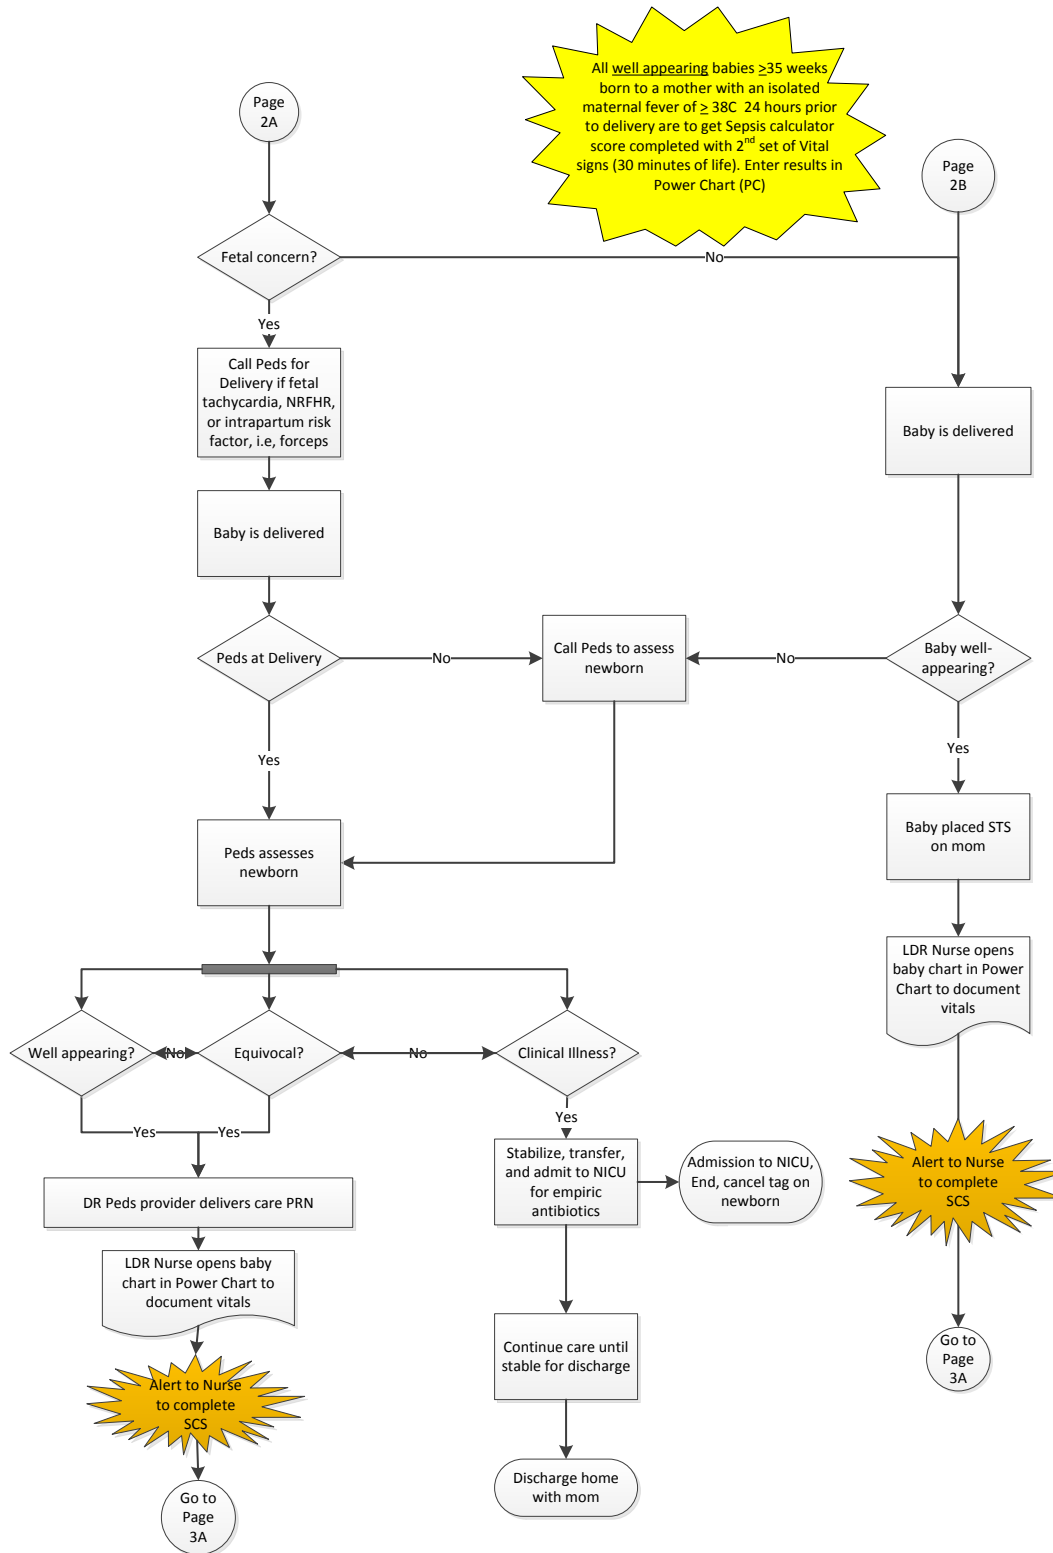 All well appearing babies ≥35 weeks
born to a mother with an isolated
maternal fever of ≥ 38C 24 hours prior
to delivery are to get Sepsis calculator
score completed with 2nd set of Vital
signs (30 minutes of life). Enter results in
Power Chart (PC)
Page
2A
Page
2B
Fetal concern?
No
Yes
Call Peds for
Delivery if fetal
tachycardia, NRFHR,
or intrapartum risk
factor, i.e, forceps
Baby is delivered
Baby is delivered
Peds at Delivery
No
Call Peds to assess
newborn
No
Baby well-
appearing?
Yes
Yes
Baby placed STS
on mom
Peds assesses
newborn
LDR Nurse opens
baby chart in Power
Chart to document
vitals
Well appearing?
No
Equivocal?
No
Clinical Illness?
Yes
Yes
Yes
Stabilize, transfer,
and admit to NICU
for empiric
antibiotics
Admission to NICU,
End, cancel tag on
newborn
Alert to Nurse
to complete
SCS
DR Peds provider delivers care PRN
LDR Nurse opens baby
chart in Power Chart to
document vitals
Continue care until
stable for discharge
Go to
Page
3A
Alert to Nurse
to complete
SCS
Discharge home
with mom
Go to
Page
3A